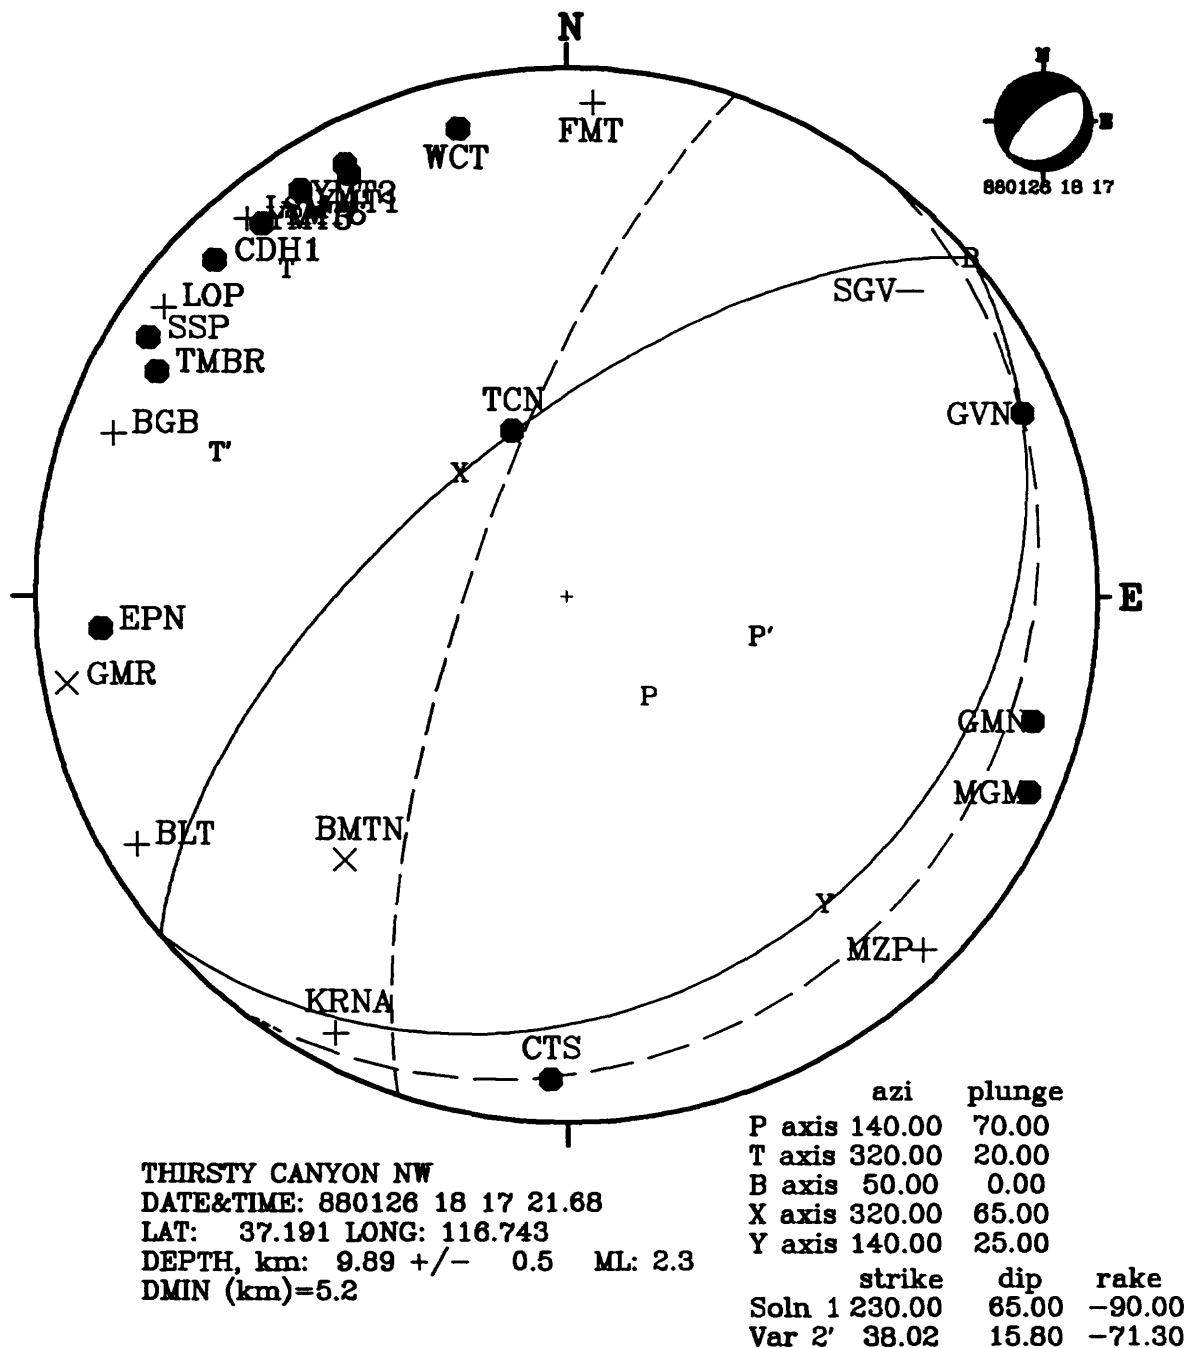 N
FMT
WCT
N
E
880126 18 17
YMT3
YMT1
CDH1
T
LOP
SSP
TMBR
BGB
T'
B
SGV
TCN
GVN
X
E
EPN
GMR
P'
P
GMN
MGM
BLT
BMTN
Y
MZP
KRNA
CTS
azi plunge
P axis 140.00 70.00
T axis 320.00 20.00
B axis 50.00 0.00
X axis 320.00 65.00
Y axis 140.00 25.00
strike dip rake
Soln 1 230.00 65.00 -90.00
Var 2' 38.02 15.80 -71.30
THIRSTY CANYON NW
DATE&TIME: 880126 18 17 21.68
LAT: 37.191 LONG: 116.743
DEPTH, km: 9.89 +/- 0.5 ML: 2.3
DMIN (km)=5.2